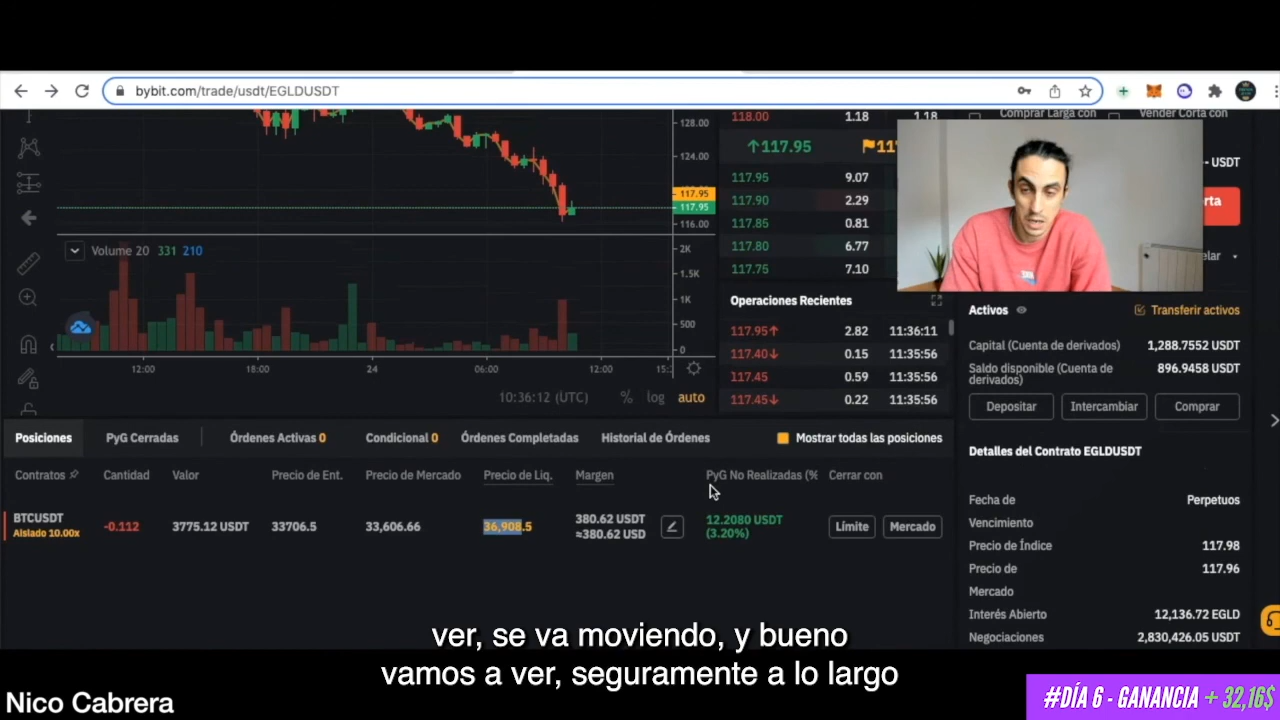 bybit.com/trade/usdt/EGLDUSDT
128.00
124.00
117.95
117.95
116.00
Volume 20 331 210
2K
1.5K
1K
500
0
12:00 18:00 24 06:00 12:00 15:
10:36:12 (UTC) % log auto
118.00 1.18 1.18
↑117.95 11
117.95 9.07
117.90 2.29
117.85 0.81
117.80 6.77
117.75 7.10
Operaciones Recientes
117.95↑ 2.82 11:36:11
117.40↓ 0.15 11:35:56
117.45 0.59 11:35:56
117.45↓ 0.22 11:35:56
Comprar Larga con Vender Corta con
- USDT
rta
elar
Activos Transferir activos
Capital (Cuenta de derivados) 1,288.7552 USDT
Saldo disponible (Cuenta de derivados) 896.9458 USDT
Depositar Intercambiar Comprar
Detalles del Contrato EGLDUSDT
Fecha de Vencimiento Perpetuos
Precio de Índice 117.98
Precio de Mercado 117.96
Interés Abierto 12,136.72 EGLD
Negociaciones 2,830,426.05 USDT
Posiciones PyG Cerradas Órdenes Activas 0 Condicional 0 Órdenes Completadas Historial de Órdenes Mostrar todas las posiciones
Contratos Cantidad Valor Precio de Ent. Precio de Mercado Precio de Liq. Margen PyG No Realizadas (% Cerrar con
BTCUSDT -0.112 3775.12 USDT 33706.5 33,606.66 36,908.5 380.62 USDT 12.2080 USDT Límite Mercado
Aislado 10.00x ≈380.62 USD (3.20%)
ver, se va moviendo, y bueno
vamos a ver, seguramente a lo largo
Nico Cabrera
#DÍA 6 - GANANCIA + 32,16$